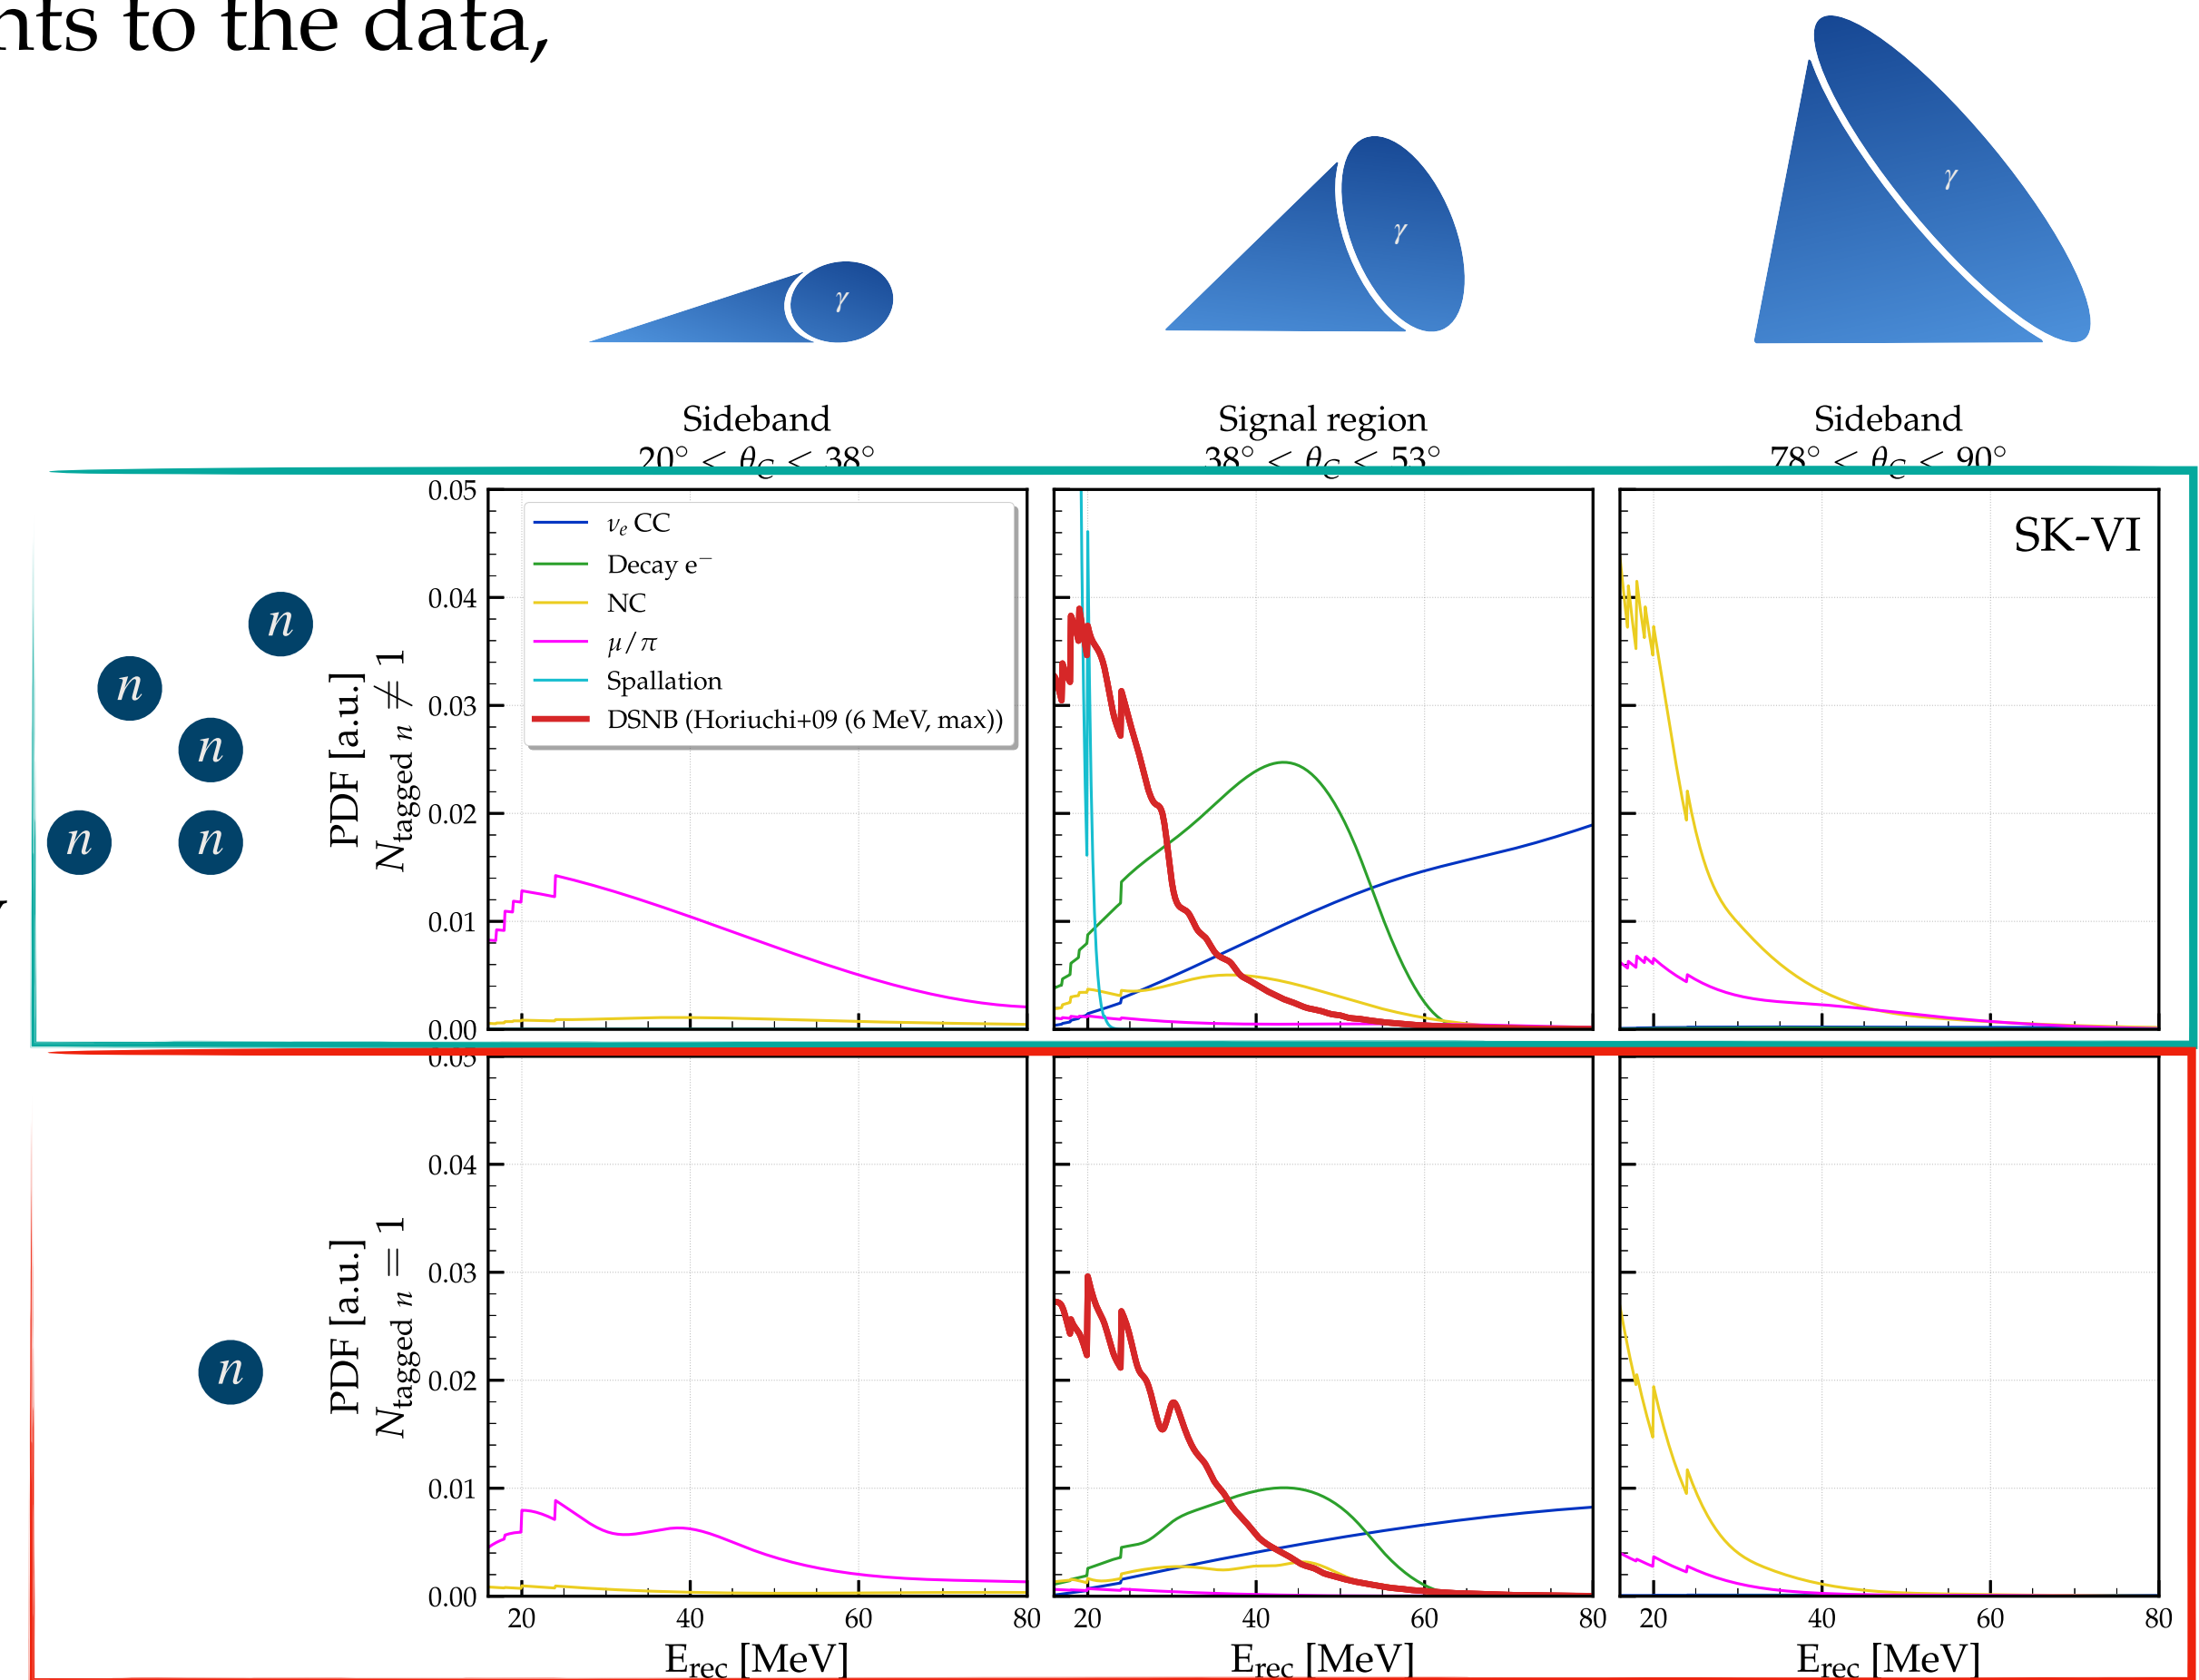 nts to the data,
γ
γ
γ
Sideband
20° < θ_C < 38°
Signal region
38° < θ_C < 53°
Sideband
78° < θ_C < 90°
n
n
n
n
n
PDF [a.u.]
N_tagged n ≠ 1
0.05
0.04
0.03
0.02
0.01
0.00
ν_e CC
Decay e⁻
NC
μ/π
Spallation
DSNB (Horiuchi+09 (6 MeV, max))
SK-VI
n
PDF [a.u.]
N_tagged n = 1
0.05
0.04
0.03
0.02
0.01
0.00
20 40 60 80
20 40 60 80
20 40 60 80
E_rec [MeV]
E_rec [MeV]
E_rec [MeV]